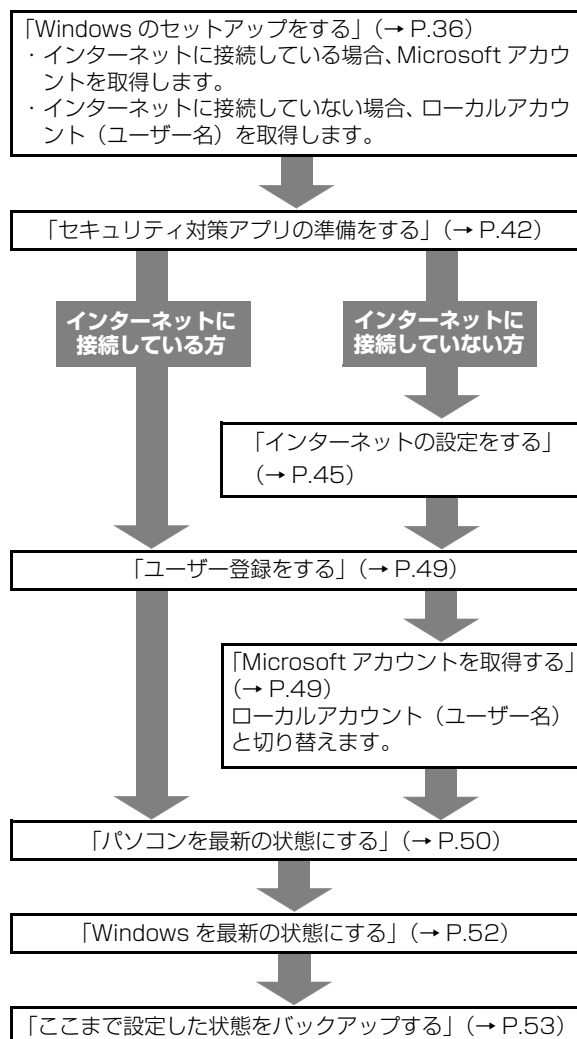 「Windows のセットアップをする」（→ P.36）
・インターネットに接続している場合、Microsoft アカウ
ントを取得します。
・インターネットに接続していない場合、ローカルアカウ
ント（ユーザー名）を取得します。
「セキュリティ対策アプリの準備をする」（→ P.42）
インターネットに
接続している方
インターネットに
接続していない方
「インターネットの設定をする」
（→ P.45）
「ユーザー登録をする」（→ P.49）
「Microsoft アカウントを取得する」
（→ P.49）
ローカルアカウント（ユーザー名）
と切り替えます。
「パソコンを最新の状態にする」（→ P.50）
「Windows を最新の状態にする」（→ P.52）
「ここまで設定した状態をバックアップする」（→ P.53）